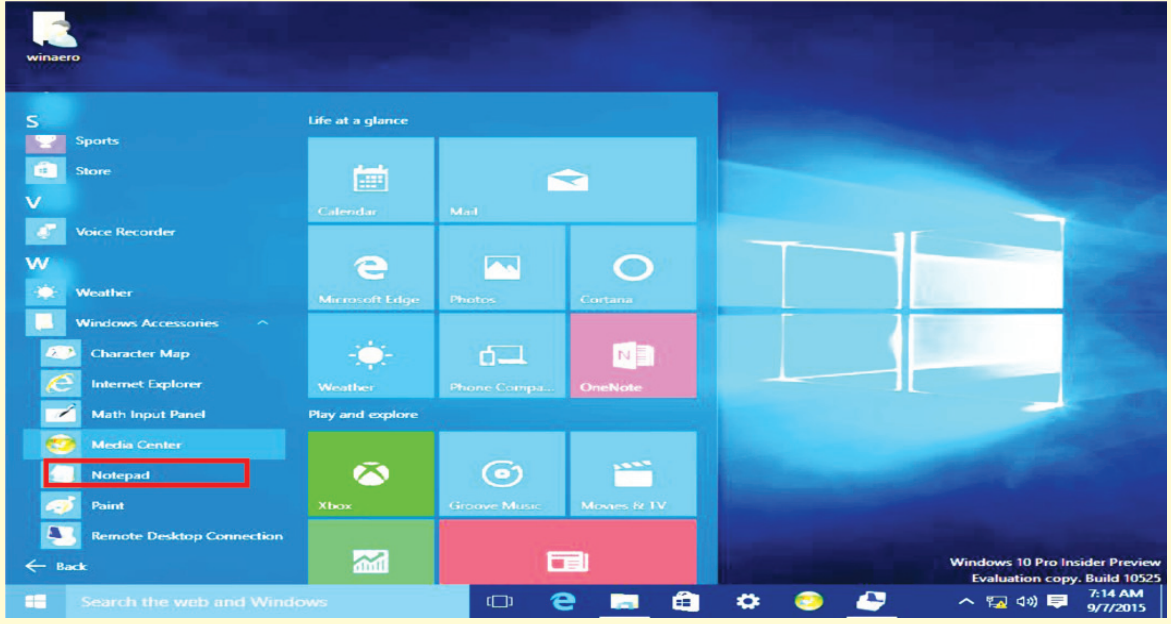 winaero
S
Sports
Store
V
Voice Recorder
W
Weather
Windows Accessories
Character Map
Internet Explorer
Math Input Panel
Media Center
Notepad
Paint
Remote Desktop Connection
Back
Life at a glance
Calendar
Mail
Microsoft Edge
Photos
Cortana
Weather
Phone Compa...
OneNote
Play and explore
Xbox
Groove Music
Movies & TV
Windows 10 Pro Insider Preview
Evaluation copy. Build 10525
Search the web and Windows
7:14 AM
9/7/2015